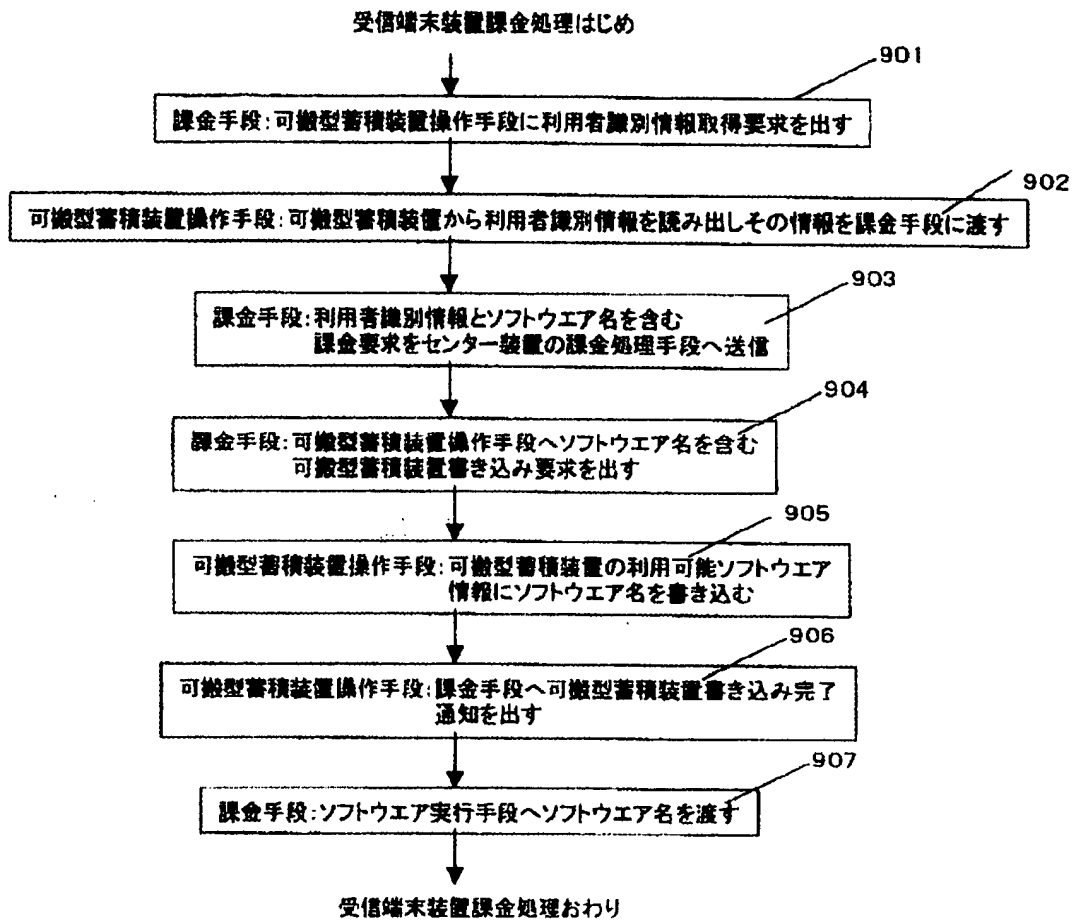 受信端末装置課金処理はじめ
901
課金手段:可搬型蓄積装置操作手段に利用者識別情報取得要求を出す
902
可搬型蓄積装置操作手段:可搬型蓄積装置から利用者識別情報を読み出しその情報を課金手段に渡す
903
課金手段:利用者識別情報とソフトウエア名を含む
課金要求をセンター装置の課金処理手段へ送信
904
課金手段:可搬型蓄積装置操作手段へソフトウエア名を含む
可搬型蓄積装置書き込み要求を出す
905
可搬型蓄積装置操作手段:可搬型蓄積装置の利用可能ソフトウエア
情報にソフトウエア名を書き込む
906
可搬型蓄積装置操作手段:課金手段へ可搬型蓄積装置書き込み完了
通知を出す
907
課金手段:ソフトウエア実行手段へソフトウエア名を渡す
受信端末装置課金処理おわり